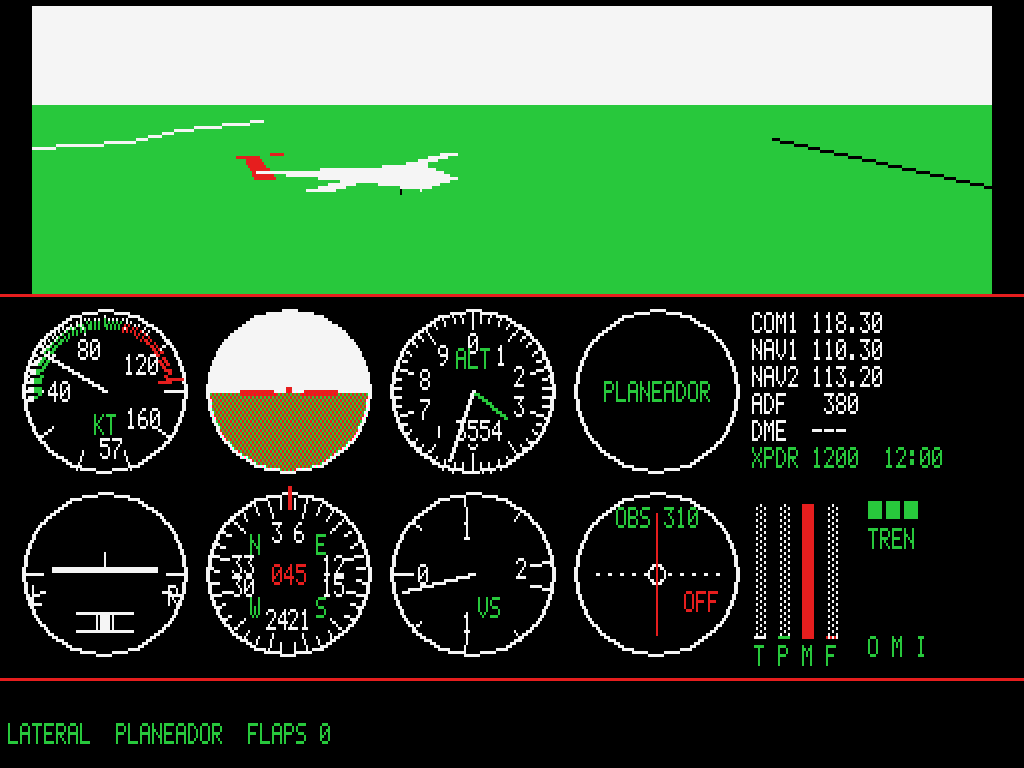 80
120
40
KT 160
57
0
9 ALT 1
8 2
7 3
3554
PLANEADOR
COM1 118.30
NAV1 110.30
NAV2 113.20
ADF 380
DME ---
XPDR 1200 12:00
L R
3 6
N E
33 12
30 045 15
W S
2421
1
0 2
VS
1
OBS 310
OFF
TREN
T P M F O M I
LATERAL PLANEADOR FLAPS 0